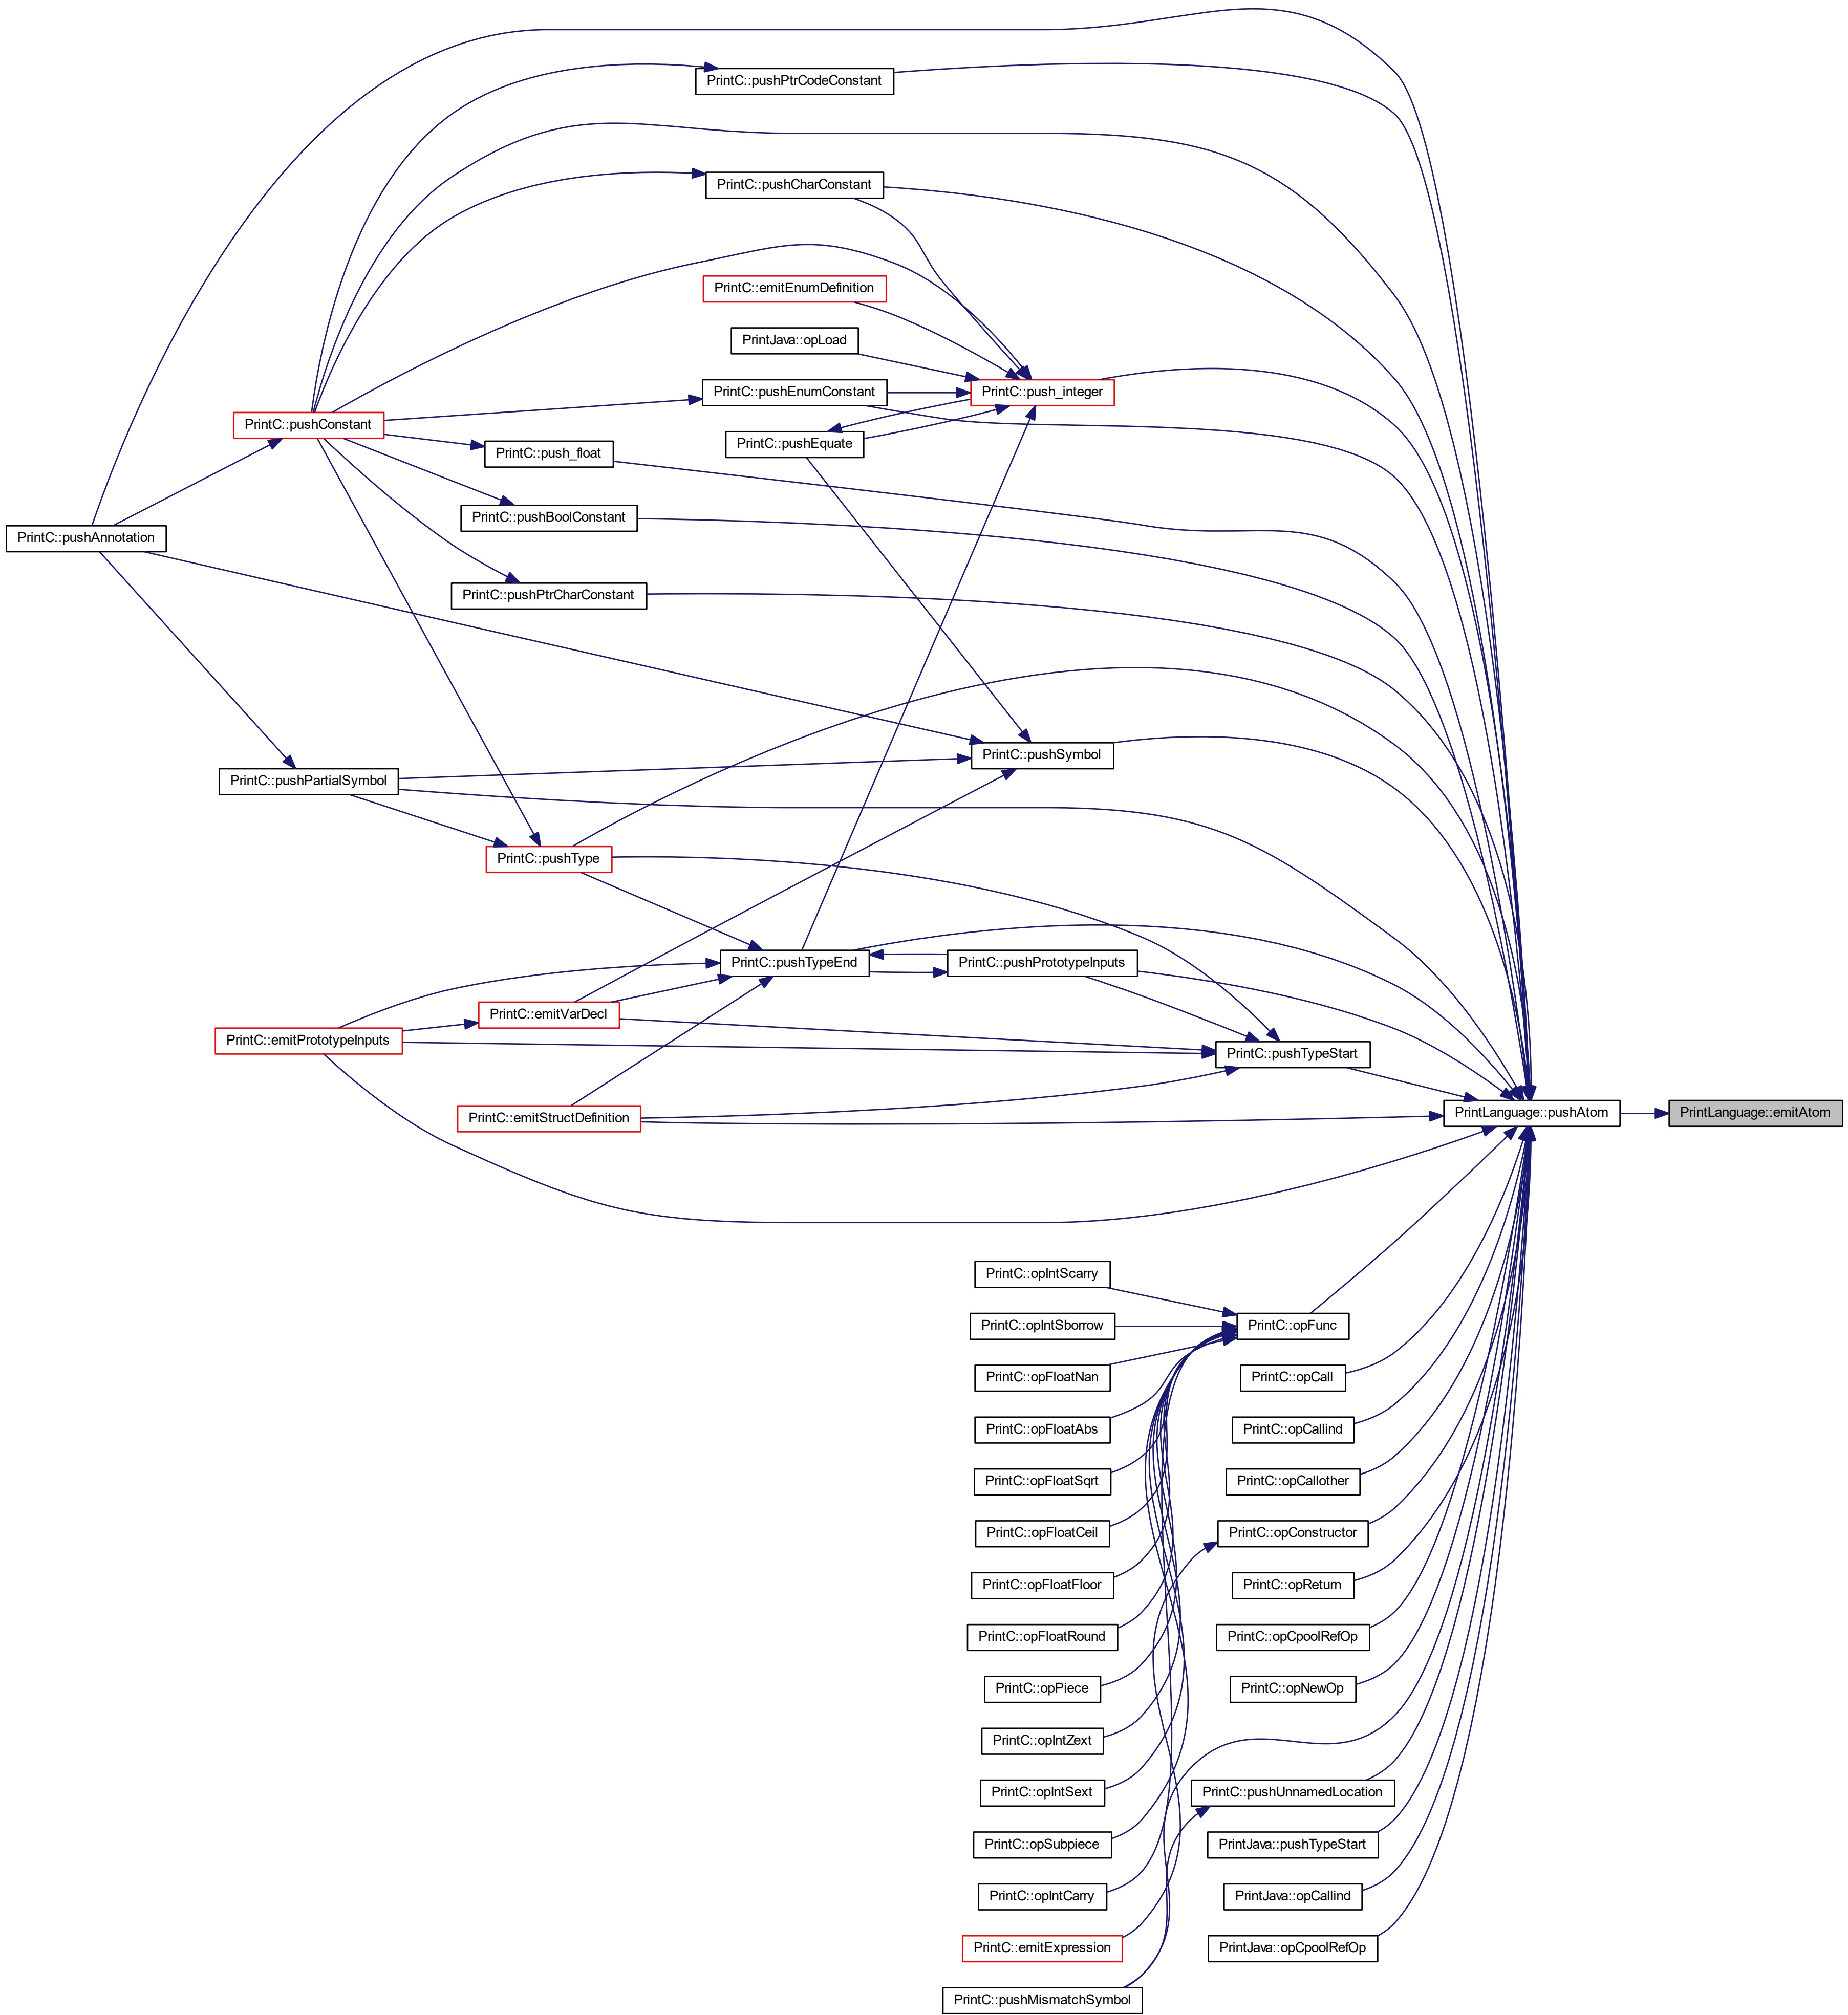 PrintC::pushPtrCodeConstant
PrintC::pushCharConstant
PrintC::emitEnumDefinition
PrintJava::opLoad
PrintC::pushEnumConstant
PrintC::push_integer
PrintC::pushConstant
PrintC::pushEquate
PrintC::push_float
PrintC::pushBoolConstant
PrintC::pushAnnotation
PrintC::pushPtrCharConstant
PrintC::pushSymbol
PrintC::pushPartialSymbol
PrintC::pushType
PrintC::pushTypeEnd
PrintC::pushPrototypeInputs
PrintC::emitVarDecl
PrintC::emitPrototypeInputs
PrintC::pushTypeStart
PrintC::emitStructDefinition
PrintLanguage::pushAtom
PrintLanguage::emitAtom
PrintC::opIntScarry
PrintC::opIntSborrow
PrintC::opFunc
PrintC::opFloatNan
PrintC::opCall
PrintC::opFloatAbs
PrintC::opCallind
PrintC::opFloatSqrt
PrintC::opCallother
PrintC::opFloatCeil
PrintC::opConstructor
PrintC::opFloatFloor
PrintC::opReturn
PrintC::opFloatRound
PrintC::opCpoolRefOp
PrintC::opPiece
PrintC::opNewOp
PrintC::opIntZext
PrintC::opIntSext
PrintC::pushUnnamedLocation
PrintC::opSubpiece
PrintJava::pushTypeStart
PrintC::opIntCarry
PrintJava::opCallind
PrintC::emitExpression
PrintJava::opCpoolRefOp
PrintC::pushMismatchSymbol